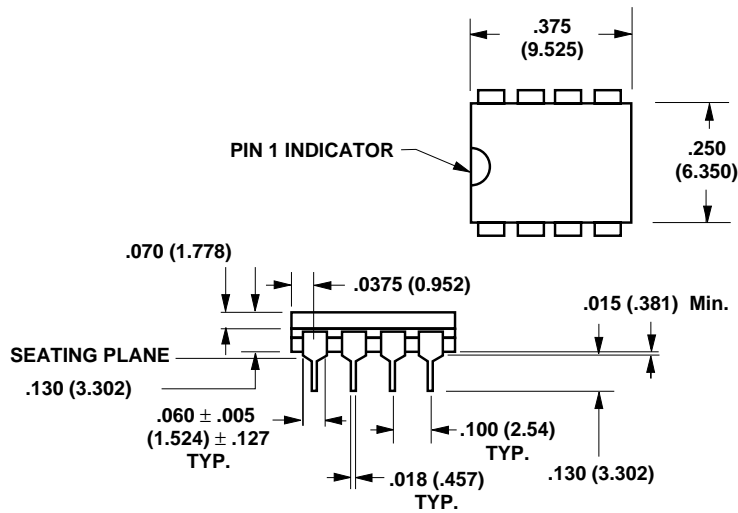 .375
(9.525)
PIN 1 INDICATOR
.250
(6.350)
.070 (1.778)
.0375 (0.952)
.015 (.381) Min.
SEATING PLANE
.130 (3.302)
.060 ± .005
(1.524) ± .127
TYP.
.100 (2.54)
TYP.
.130 (3.302)
.018 (.457)
TYP.